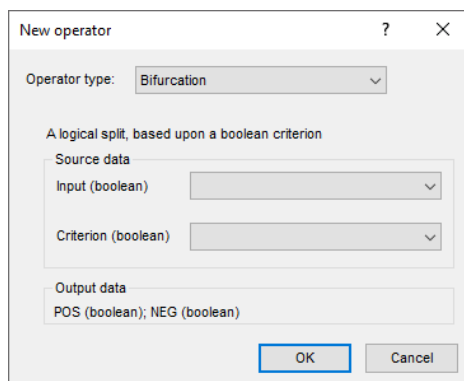 New operator
?
Operator type: Bifurcation
A logical split, based upon a boolean criterion
Source data
Input (boolean)
Criterion (boolean)
Output data
POS (boolean); NEG (boolean)
OK Cancel